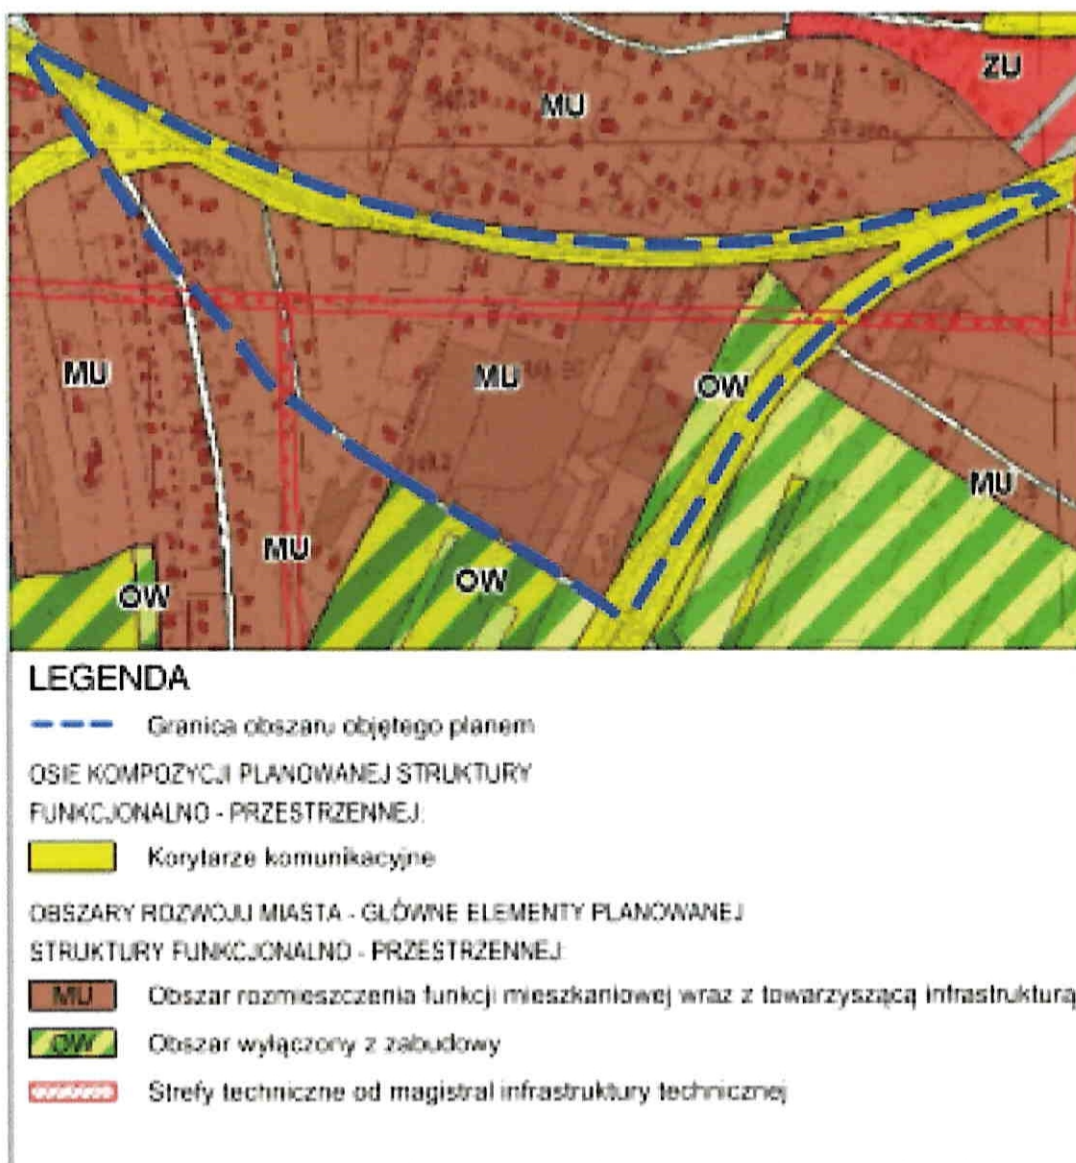 ZU
MU
MU
MU
OW
MU
MU
OW
OW
LEGENDA
Granica obszaru objętego planem
OSIE KOMPOZYCJI PLANOWANEJ STRUKTURY
FUNKCJONALNO - PRZESTRZENNEJ:
Korytarze komunikacyjne
OBSZARY ROZWOJU MIASTA - GŁÓWNE ELEMENTY PLANOWANEJ
STRUKTURY FUNKCJONALNO - PRZESTRZENNEJ:
MU Obszar rozmieszczenia funkcji mieszkaniowej wraz z towarzyszącą infrastrukturą
OW Obszar wyłączony z zabudowy
Strefy techniczne od magistral infrastruktury technicznej